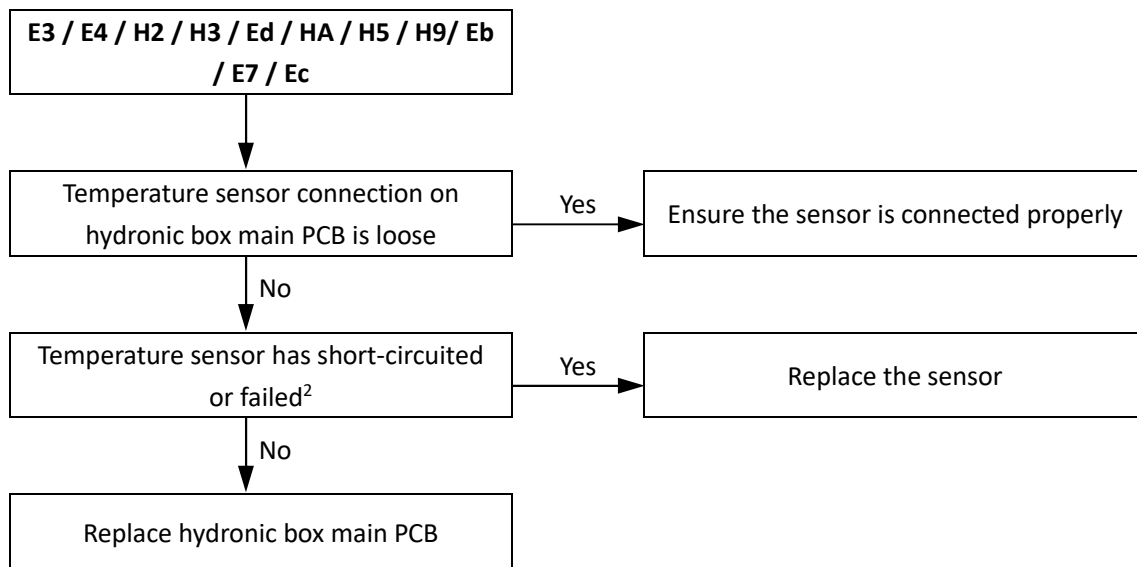 E3 / E4 / H2 / H3 / Ed / HA / H5 / H9/ Eb
/ E7 / Ec
Temperature sensor connection on
hydronic box main PCB is loose
Yes
Ensure the sensor is connected properly
No
Temperature sensor has short-circuited
or failed²
Yes
Replace the sensor
No
Replace hydronic box main PCB